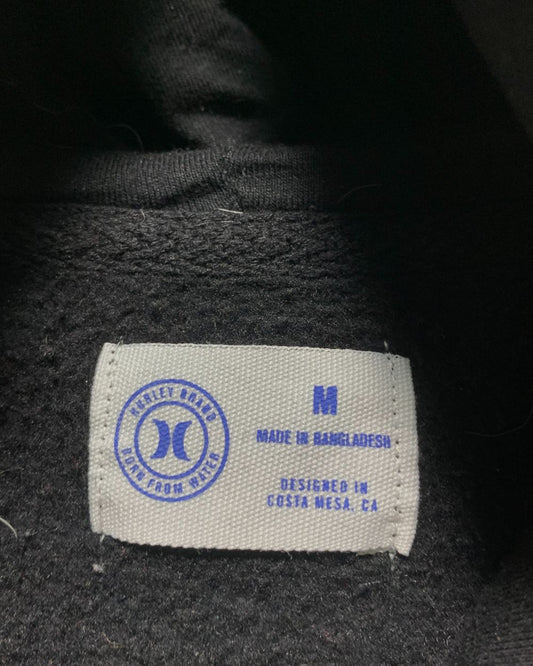 HURLEY BRAND
BORN FROM WATER
M
MADE IN BANGLADESH
DESIGNED IN
COSTA MESA, CA